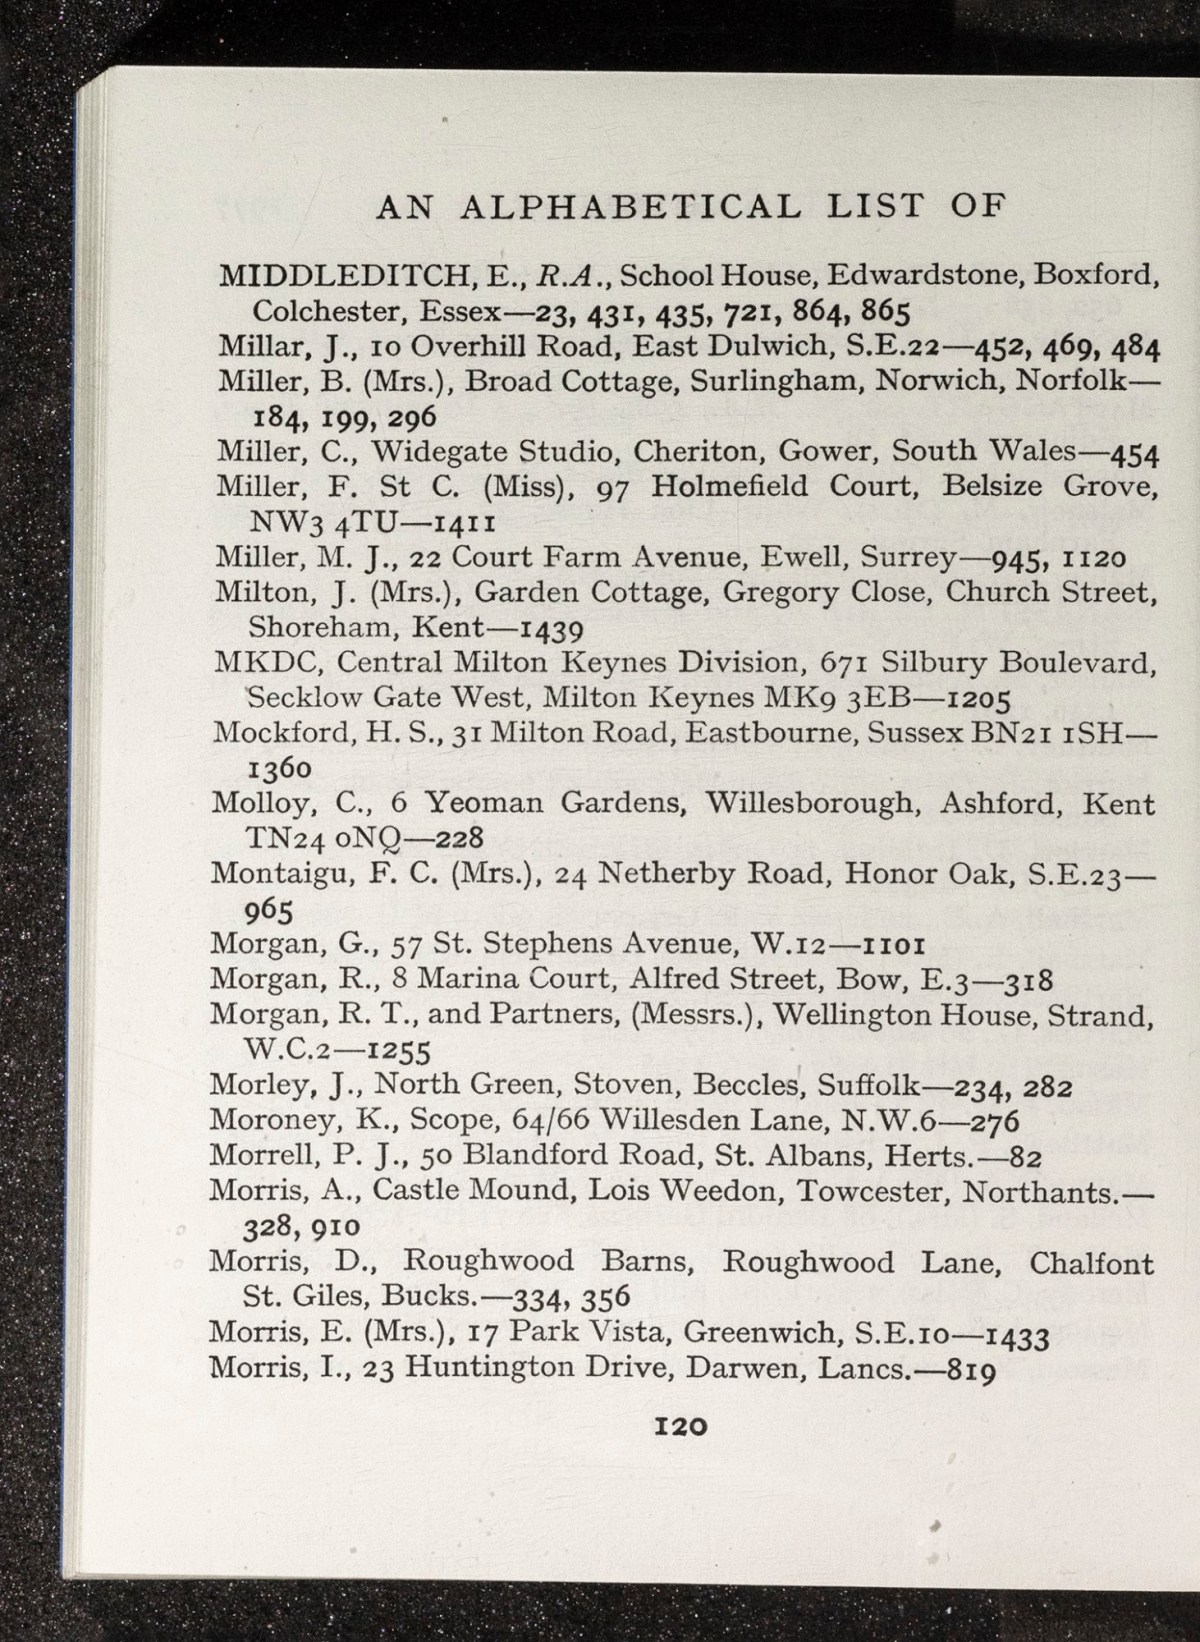 AN ALPHABETICAL LIST OF
MIDDLEDITCH, E., R.A., School House, Edwardstone, Boxford,
Colchester, Essex—23, 431, 435, 721, 864, 865
Millar, J., 10 Overhill Road, East Dulwich, S.E.22—452, 469, 484
Miller, B. (Mrs.), Broad Cottage, Surlingham, Norwich, Norfolk—
184, 199, 296
Miller, C., Widegate Studio, Cheriton, Gower, South Wales—454
Miller, F. St C. (Miss), 97 Holmefield Court, Belsize Grove,
NW3 4TU—1411
Miller, M. J., 22 Court Farm Avenue, Ewell, Surrey—945, 1120
Milton, J. (Mrs.), Garden Cottage, Gregory Close, Church Street,
Shoreham, Kent—1439
MKDC, Central Milton Keynes Division, 671 Silbury Boulevard,
Secklow Gate West, Milton Keynes MK9 3EB—1205
Mockford, H. S., 31 Milton Road, Eastbourne, Sussex BN21 1SH—
1360
Molloy, C., 6 Yeoman Gardens, Willesborough, Ashford, Kent
TN24 0NQ—228
Montaigu, F. C. (Mrs.), 24 Netherby Road, Honor Oak, S.E.23—
965
Morgan, G., 57 St. Stephens Avenue, W.12—1101
Morgan, R., 8 Marina Court, Alfred Street, Bow, E.3—318
Morgan, R. T., and Partners, (Messrs.), Wellington House, Strand,
W.C.2—1255
Morley, J., North Green, Stoven, Beccles, Suffolk—234, 282
Moroney, K., Scope, 64/66 Willesden Lane, N.W.6—276
Morrell, P. J., 50 Blandford Road, St. Albans, Herts.—82
Morris, A., Castle Mound, Lois Weedon, Towcester, Northants.—
328, 910
Morris, D., Roughwood Barns, Roughwood Lane, Chalfont
St. Giles, Bucks.—334, 356
Morris, E. (Mrs.), 17 Park Vista, Greenwich, S.E.10—1433
Morris, I., 23 Huntington Drive, Darwen, Lancs.—819
120